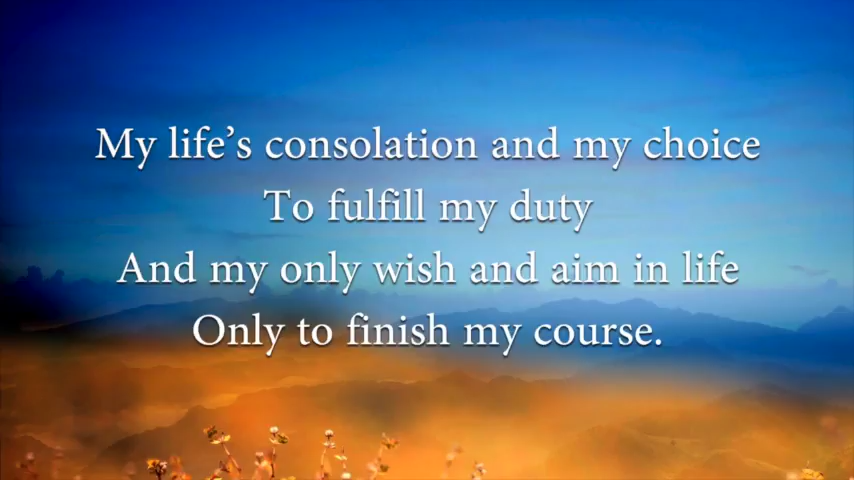 My life’s consolation and my choice
To fulfill my duty
And my only wish and aim in life
Only to finish my course.